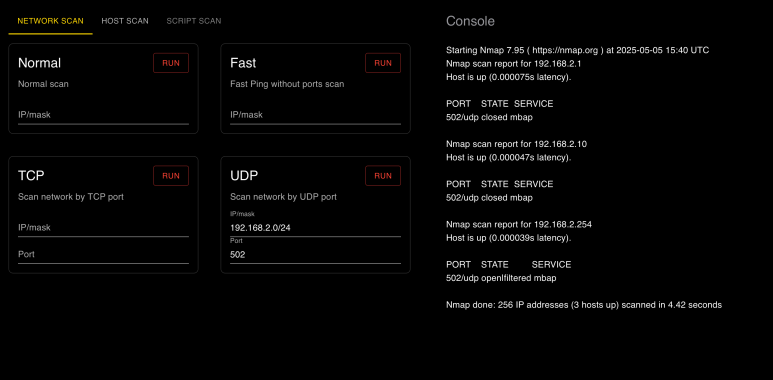 NETWORK SCAN HOST SCAN SCRIPT SCAN
Normal RUN
Normal scan
IP/mask
Fast RUN
Fast Ping without ports scan
IP/mask
TCP RUN
Scan network by TCP port
IP/mask
Port
UDP RUN
Scan network by UDP port
IP/mask
192.168.2.0/24
Port
502
Console
Starting Nmap 7.95 ( https://nmap.org ) at 2025-05-05 15:40 UTC
Nmap scan report for 192.168.2.1
Host is up (0.000075s latency).
PORT STATE SERVICE
502/udp closed mbap
Nmap scan report for 192.168.2.10
Host is up (0.000047s latency).
PORT STATE SERVICE
502/udp closed mbap
Nmap scan report for 192.168.2.254
Host is up (0.000039s latency).
PORT STATE SERVICE
502/udp open|filtered mbap
Nmap done: 256 IP addresses (3 hosts up) scanned in 4.42 seconds